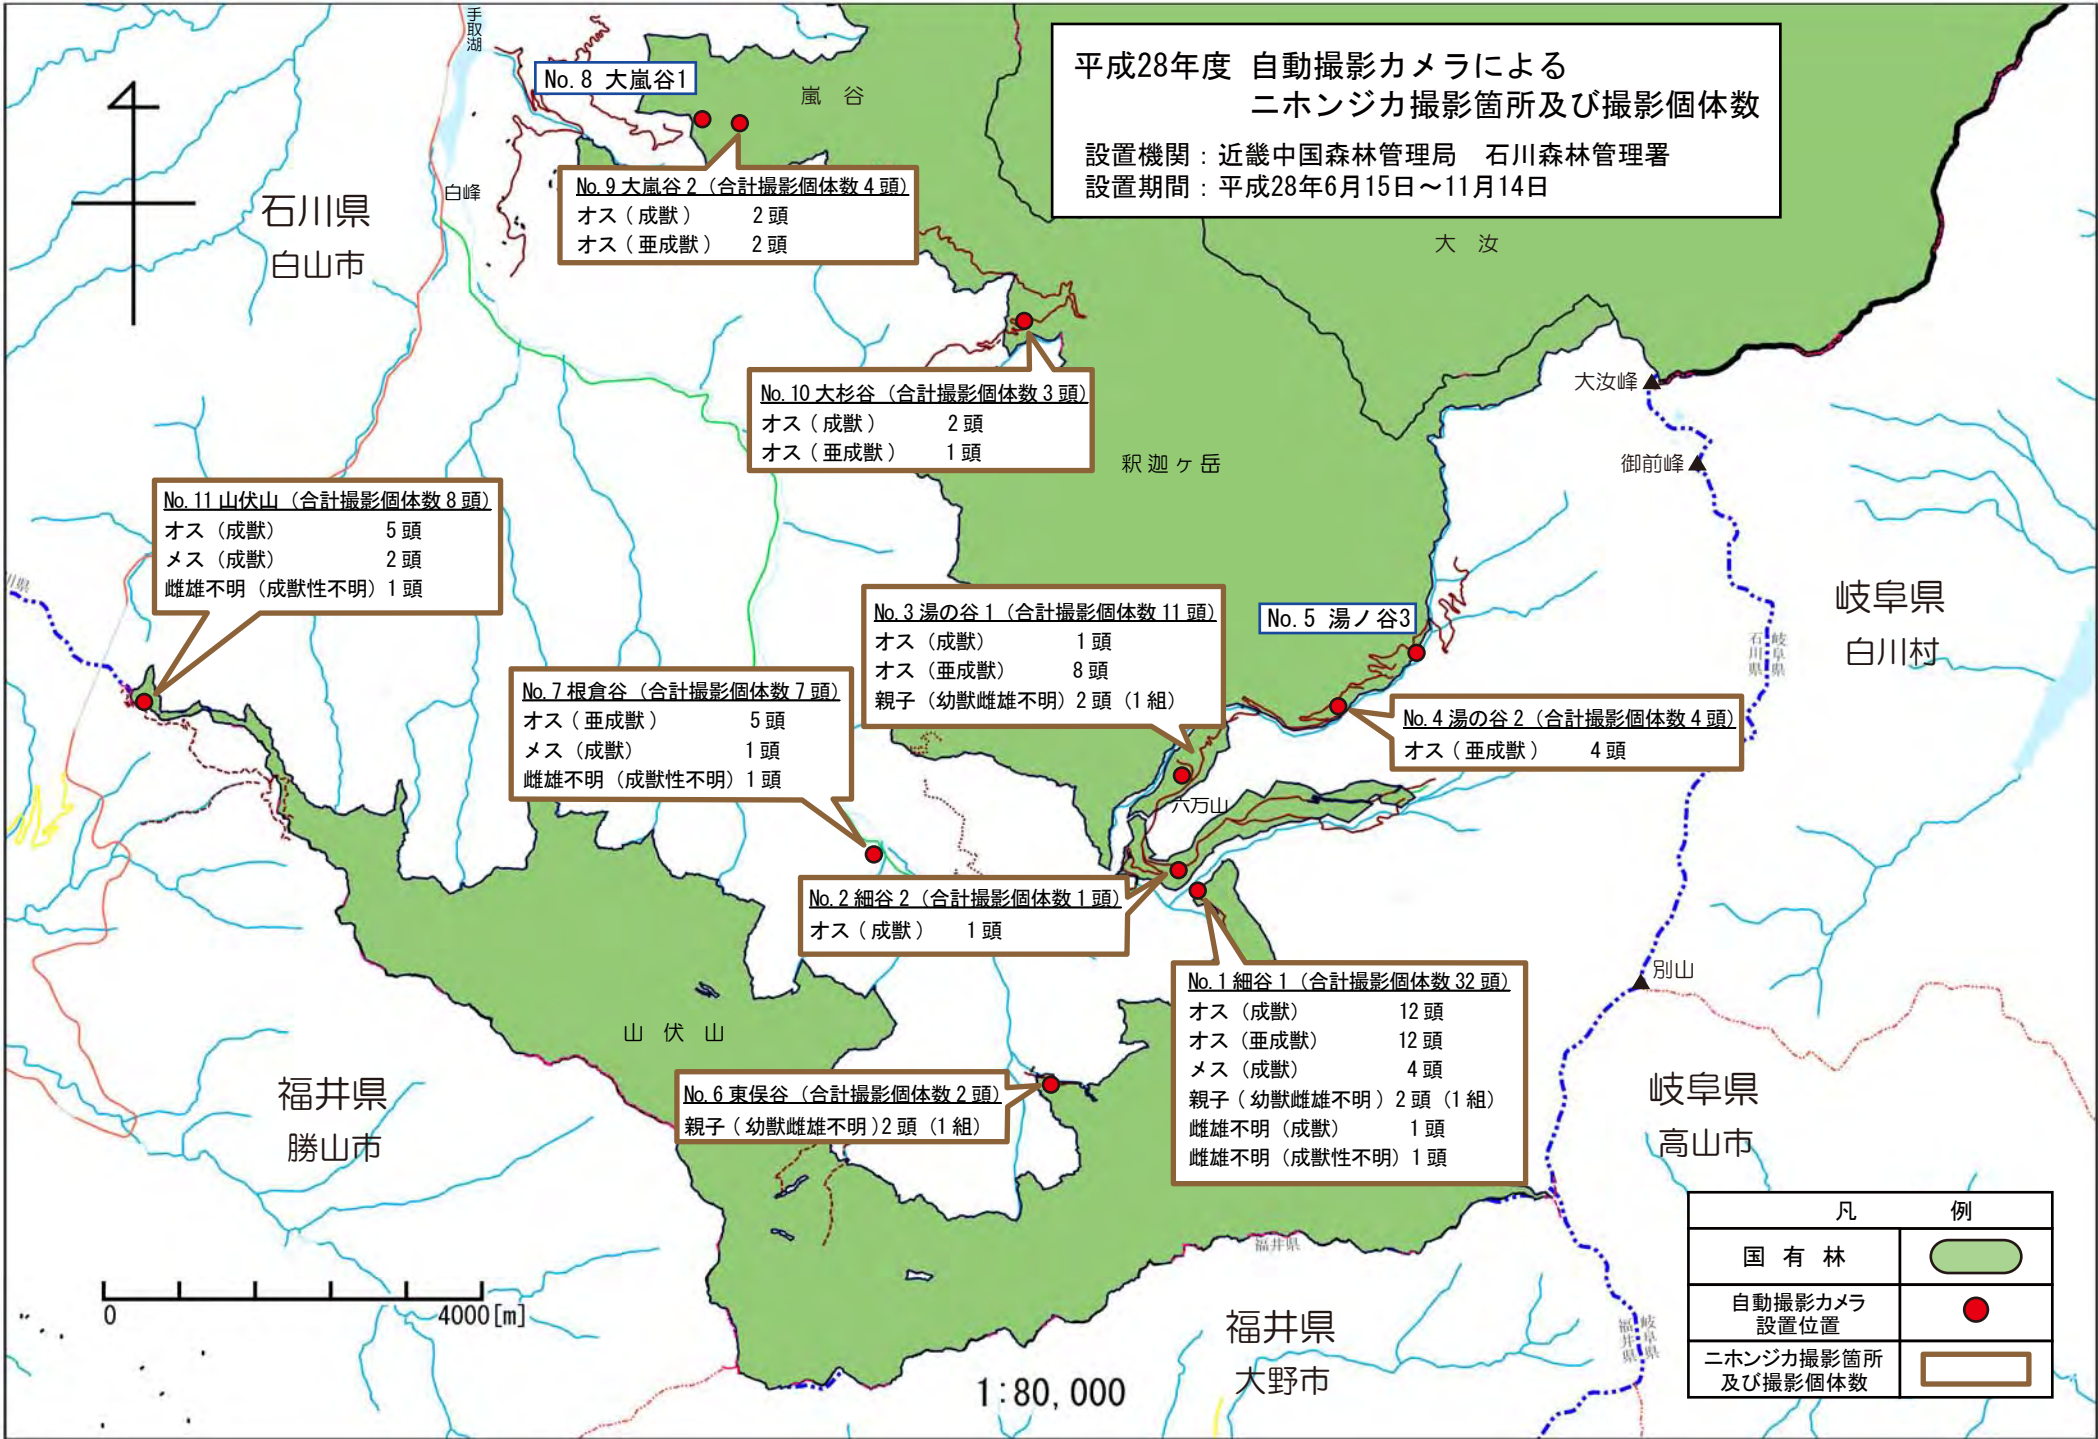 平成28年度 自動撮影カメラによる
ニホンジカ撮影箇所及び撮影個体数
設置機関：近畿中国森林管理局　石川森林管理署
設置期間：平成28年6月15日～11月14日
手取湖
No.8 大嵐谷1
嵐 谷
石川県
白山市
白峰
No.9 大嵐谷 2（合計撮影個体数 4 頭）
オス（成獣） 2 頭
オス（亜成獣） 2 頭
大 汝
No.10 大杉谷（合計撮影個体数 3 頭）
オス（成獣） 2 頭
オス（亜成獣） 1 頭
大汝峰
御前峰
釈迦ヶ岳
No.11 山伏山（合計撮影個体数 8 頭）
オス（成獣） 5 頭
メス（成獣） 2 頭
雌雄不明（成獣性不明）1 頭
川県
No.3 湯の谷 1（合計撮影個体数 11 頭）
オス（成獣） 1 頭
オス（亜成獣） 8 頭
親子（幼獣雌雄不明）2 頭（1 組）
No.5 湯ノ谷3
岐阜県
白川村
石川県
岐阜県
No.7 根倉谷（合計撮影個体数 7 頭）
オス（亜成獣） 5 頭
メス（成獣） 1 頭
雌雄不明（成獣性不明）1 頭
No.4 湯の谷 2（合計撮影個体数 4 頭）
オス（亜成獣） 4 頭
六万山
No.2 細谷 2（合計撮影個体数 1 頭）
オス（成獣） 1 頭
別山
No.1 細谷 1（合計撮影個体数 32 頭）
オス（成獣） 12 頭
オス（亜成獣） 12 頭
メス（成獣） 4 頭
親子（幼獣雌雄不明）2 頭（1 組）
雌雄不明（成獣） 1 頭
雌雄不明（成獣性不明）1 頭
山 伏 山
No.6 東俣谷（合計撮影個体数 2 頭）
親子（幼獣雌雄不明）2 頭（1 組）
福井県
勝山市
岐阜県
高山市
福井県
福井県
大野市
福井県
岐阜県
0
4000[m]
1:80,000
凡 例
国 有 林
自動撮影カメラ
設置位置
ニホンジカ撮影箇所
及び撮影個体数